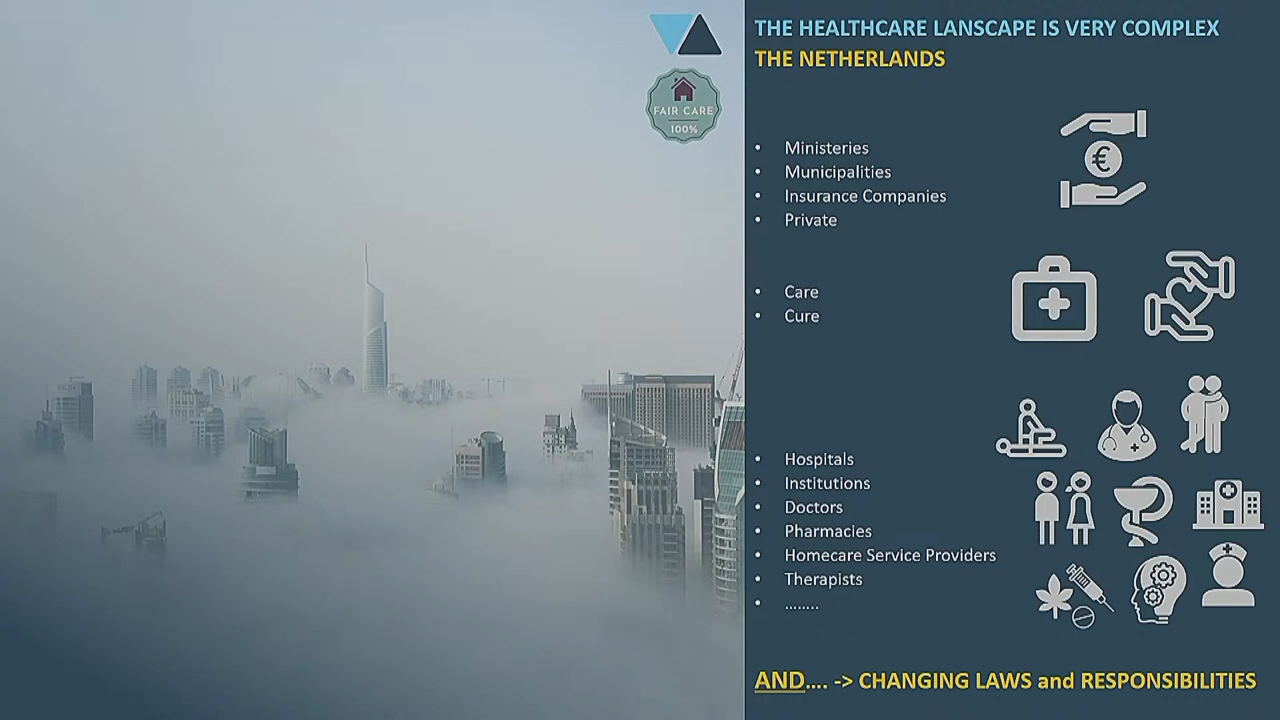 THE HEALTHCARE LANSCAPE IS VERY COMPLEX
THE NETHERLANDS
FAIR CARE
100%
• Ministeries
• Municipalities
• Insurance Companies
• Private
€
• Care
• Cure
• Hospitals
• Institutions
• Doctors
• Pharmacies
• Homecare Service Providers
• Therapists
• ........
AND.... -> CHANGING LAWS and RESPONSIBILITIES